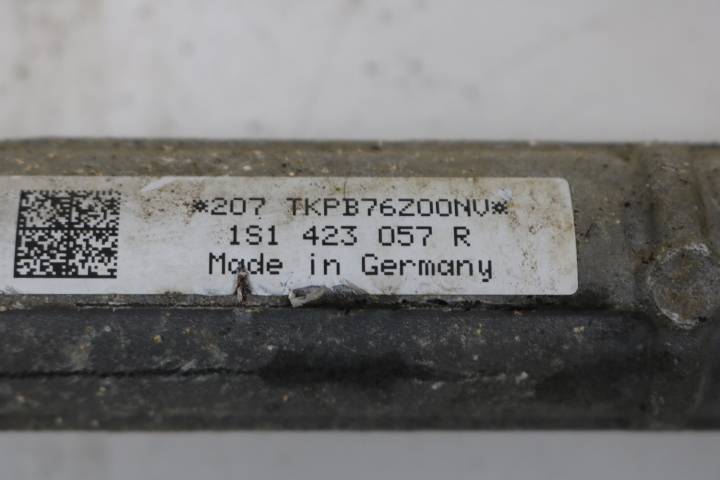 *207 TKPB76Z00NV*
1S1 423 057 R
Made in Germany